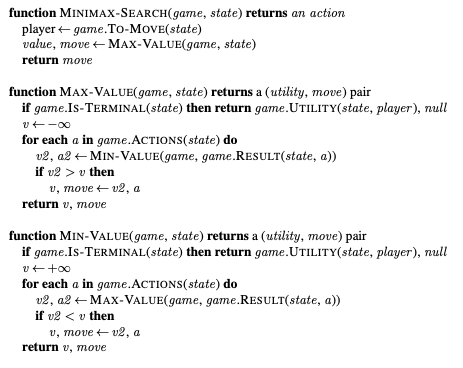 function MINIMAX-SEARCH(game, state) returns an action
player←game.TO-MOVE(state)
value, move←MAX-VALUE(game, state)
return move
function MAX-VALUE(game, state) returns a (utility, move) pair
if game.IS-TERMINAL(state) then return game.UTILITY(state, player), null
v←−∞
for each a in game.ACTIONS(state) do
v2, a2←MIN-VALUE(game, game.RESULT(state, a))
if v2 > v then
v, move←v2, a
return v, move
function MIN-VALUE(game, state) returns a (utility, move) pair
if game.IS-TERMINAL(state) then return game.UTILITY(state, player), null
v←+∞
for each a in game.ACTIONS(state) do
v2, a2←MAX-VALUE(game, game.RESULT(state, a))
if v2 < v then
v, move←v2, a
return v, move